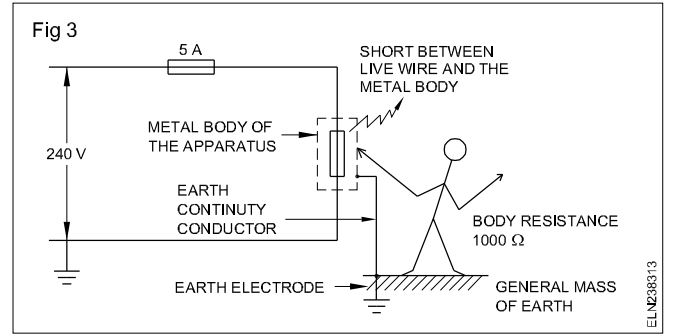 Fig 3
5 A
SHORT BETWEEN
LIVE WIRE AND THE
METAL BODY
METAL BODY OF
THE APPARATUS
240 V
EARTH
CONTINUTY
CONDUCTOR
BODY RESISTANCE
1000 Ω
EARTH ELECTRODE
GENERAL MASS
OF EARTH
ELN238313